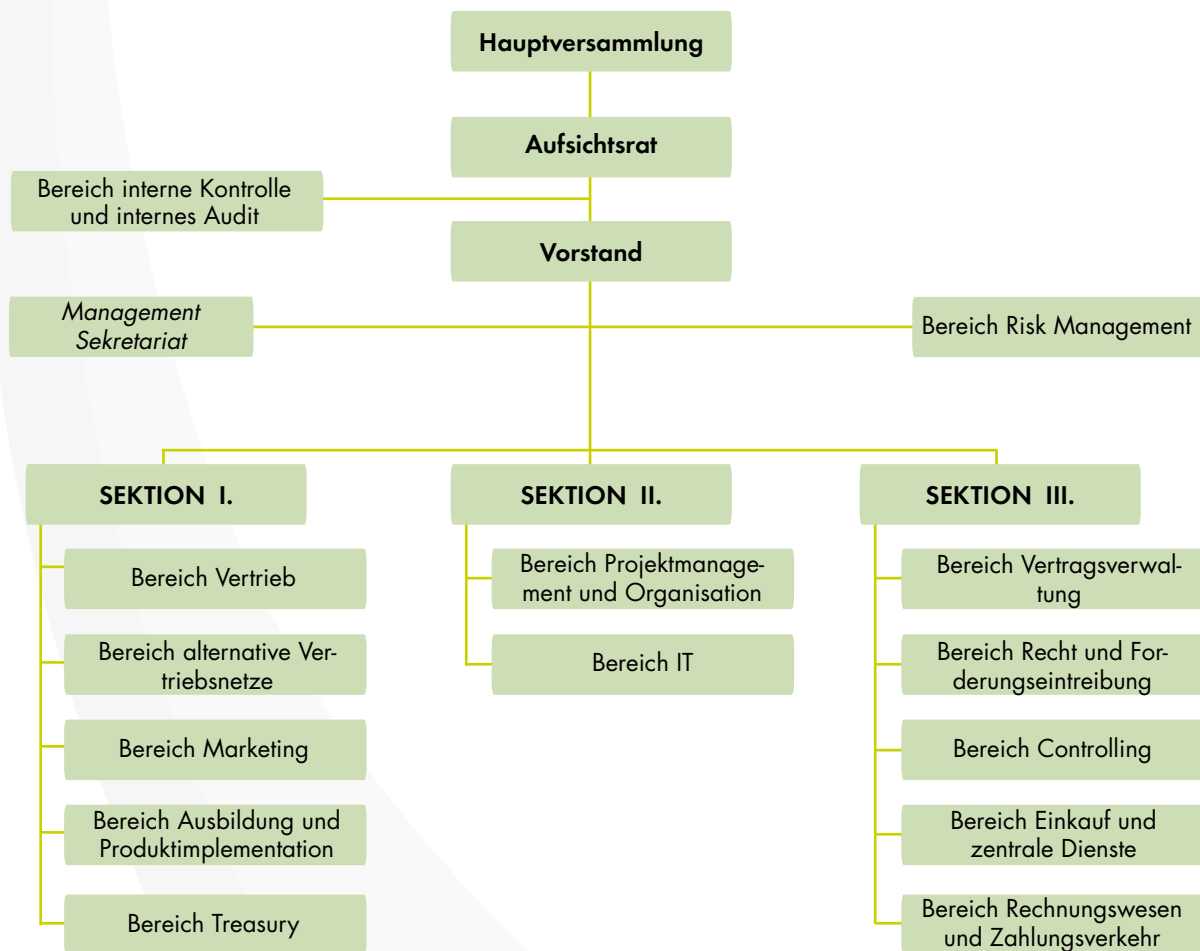 Hauptversammlung
Aufsichtsrat
Bereich interne Kontrolle
und internes Audit
Vorstand
Management
Sekretariat
Bereich Risk Management
SEKTION I.
Bereich Vertrieb
Bereich alternative Ver-
triebsnetze
Bereich Marketing
Bereich Ausbildung und
Produktimplementation
Bereich Treasury
SEKTION II.
Bereich Projektmanage-
ment und Organisation
Bereich IT
SEKTION III.
Bereich Vertragsverwal-
tung
Bereich Recht und For-
derungseintreibung
Bereich Controlling
Bereich Einkauf und
zentrale Dienste
Bereich Rechnungswesen
und Zahlungsverkehr